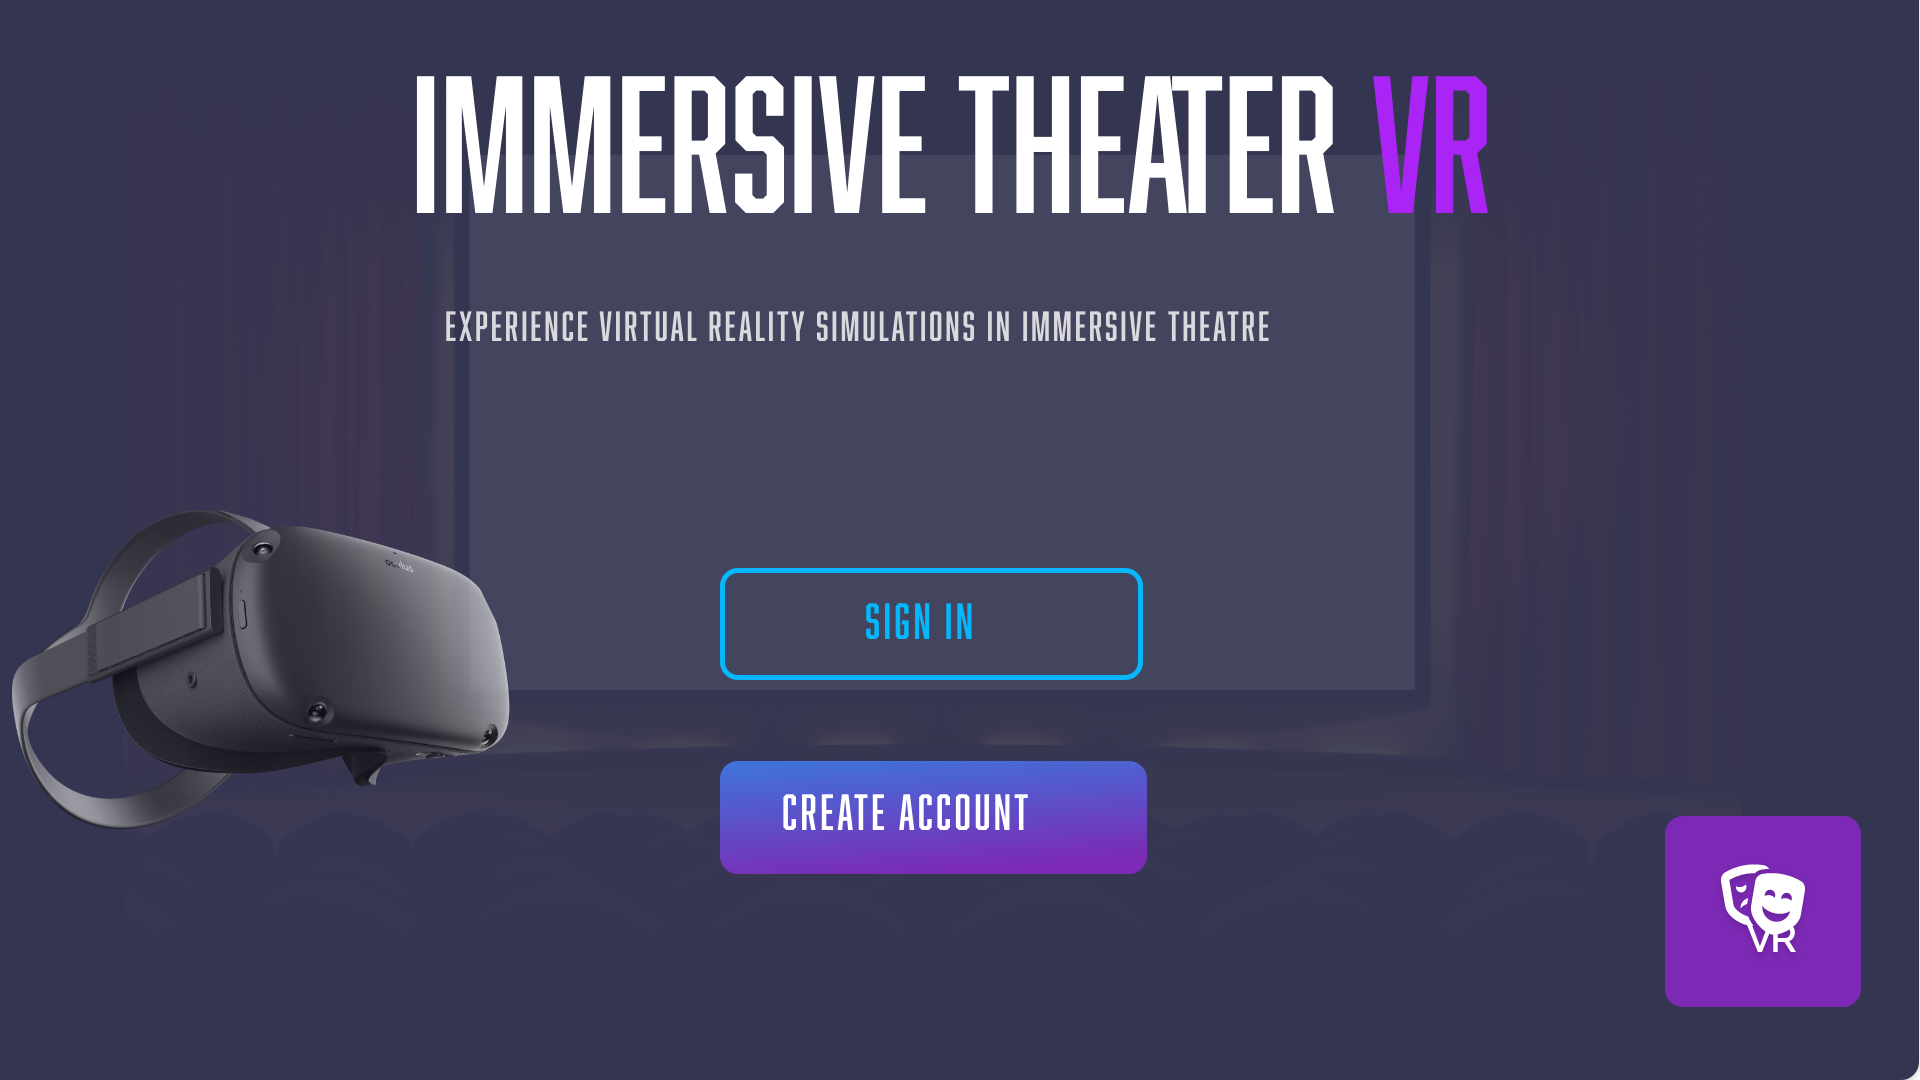 IMMERSIVE THEATER VR
EXPERIENCE VIRTUAL REALITY SIMULATIONS IN IMMERSIVE THEATRE
oculus
SIGN IN
CREATE ACCOUNT
VR